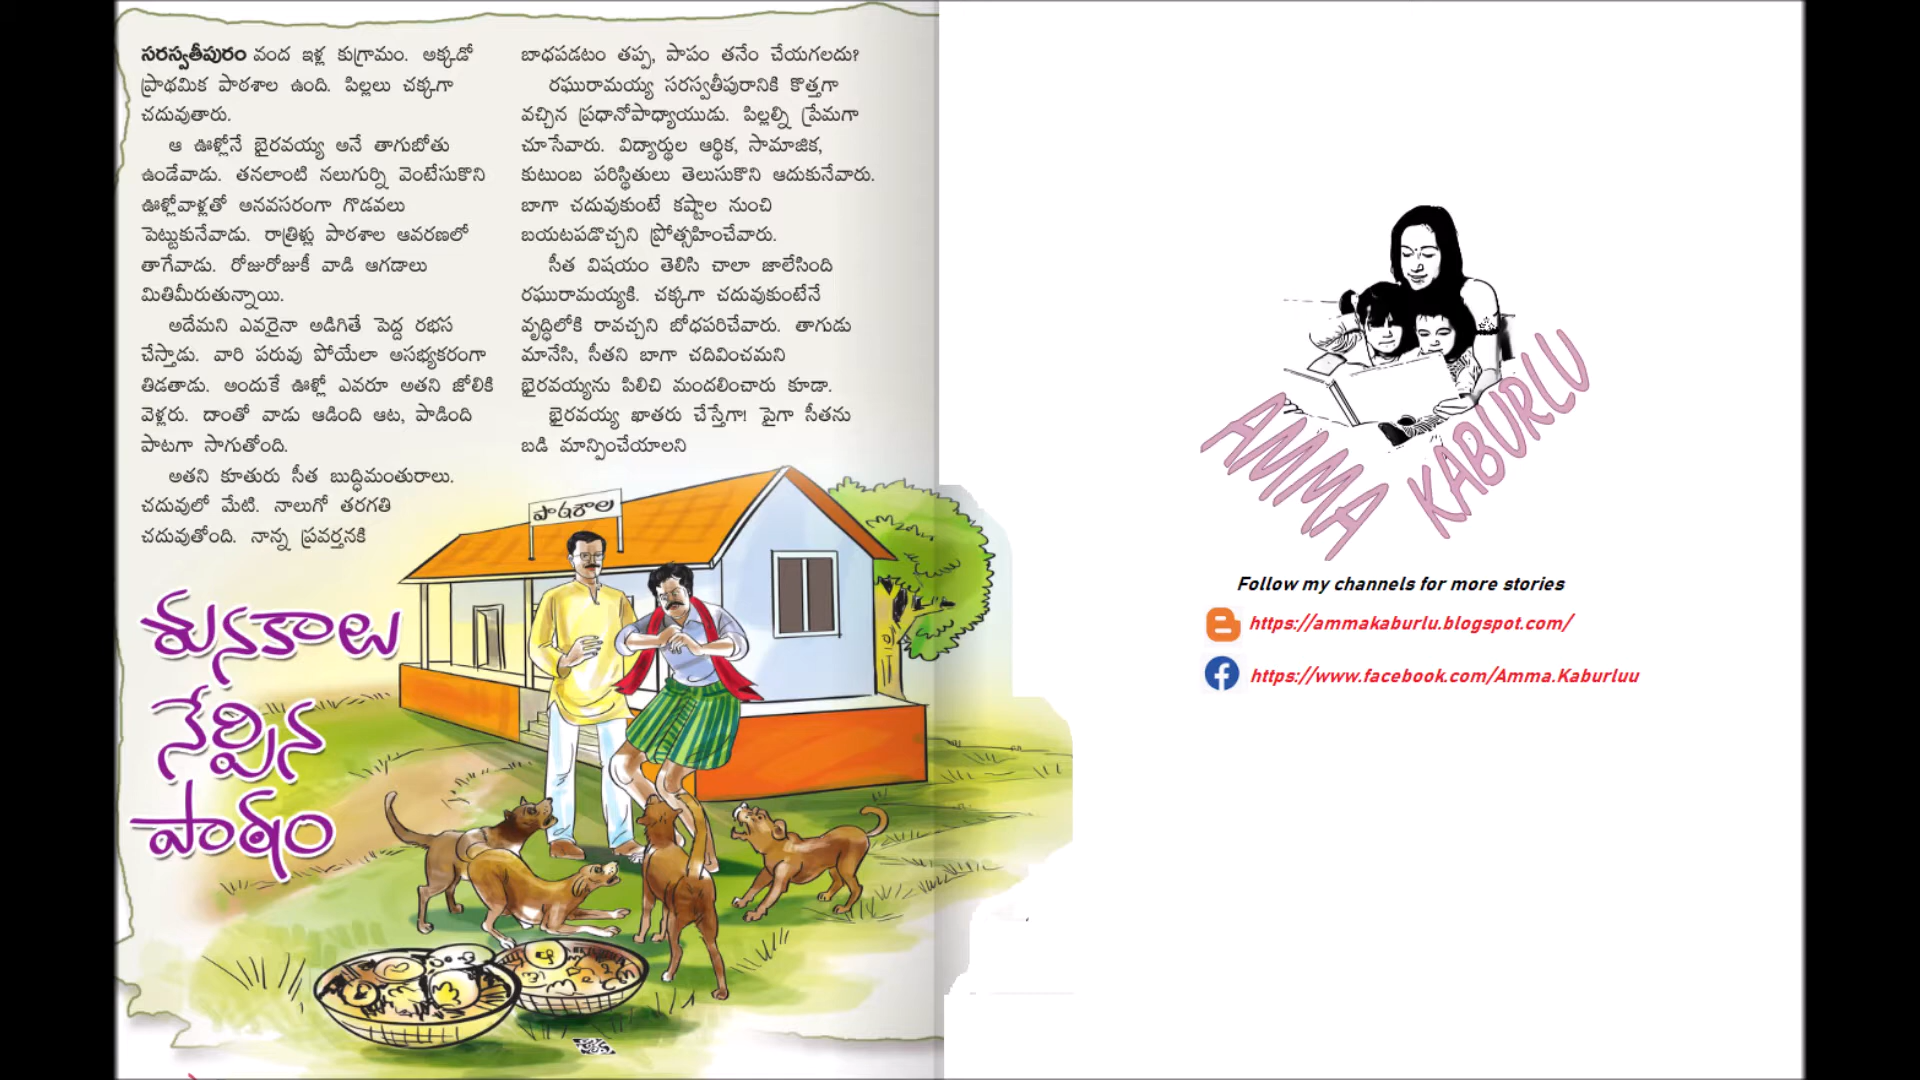 సరస్వతీపురం వంద ఇళ్ల కుగ్రామం. అక్కడో
ప్రాథమిక పాఠశాల ఉంది. పిల్లలు చక్కగా
చదువుతారు.
ఆ ఊళ్లోనే భైరవయ్య అనే తాగుబోతు
ఉండేవాడు. తనలాంటి నలుగుర్ని వెంటేసుకొని
ఊళ్లోవాళ్లతో అనవసరంగా గొడవలు
పెట్టుకునేవాడు. రాత్రిళ్లు పాఠశాల ఆవరణలో
తాగేవాడు. రోజురోజుకీ వాడి ఆగడాలు
మితిమీరుతున్నాయి.
అదేమని ఎవరైనా అడిగితే పెద్ద రభస
చేస్తాడు. వారి పరువు పోయేలా అసభ్యకరంగా
తిడతాడు. అందుకే ఊళ్లో ఎవరూ అతని జోలికి
వెళ్లరు. దాంతో వాడు ఆడింది ఆట, పాడింది
పాటగా సాగుతోంది.
అతని కూతురు సీత బుద్ధిమంతురాలు.
చదువులో మేటి. నాలుగో తరగతి
చదువుతోంది. నాన్న ప్రవర్తనకి
బాధపడటం తప్ప, పాపం తనేం చేయగలదు?
రఘురామయ్య సరస్వతీపురానికి కొత్తగా
వచ్చిన ప్రధానోపాధ్యాయుడు. పిల్లల్ని ప్రేమగా
చూసేవారు. విద్యార్థుల ఆర్థిక, సామాజిక,
కుటుంబ పరిస్థితులు తెలుసుకొని ఆదుకునేవారు.
బాగా చదువుకుంటే కష్టాల నుంచి
బయటపడొచ్చని ప్రోత్సహించేవారు.
సీత విషయం తెలిసి చాలా జాలేసింది
రఘురామయ్యకి. చక్కగా చదువుకుంటేనే
వృద్ధిలోకి రావచ్చని బోధపరిచేవారు. తాగుడు
మానేసి, సీతని బాగా చదివించమని
భైరవయ్యను పిలిచి మందలించారు కూడా.
భైరవయ్య ఖాతరు చేస్తేగా! పైగా సీతను
బడి మాన్పించేయాలని
పాఠశాల
శునకాలు
నేర్పిన
పాఠం
AMMA KABURLU
Follow my channels for more stories
https://ammakaburlu.blogspot.com/
https://www.facebook.com/Amma.Kaburluu